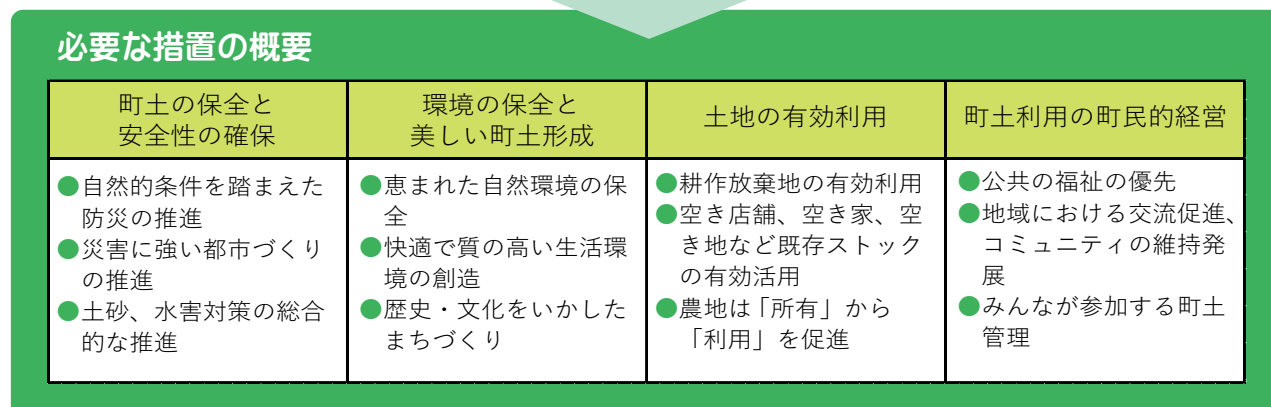 必要な措置の概要
町土の保全と
安全性の確保
環境の保全と
美しい町土形成
土地の有効利用
町土利用の町民的経営
●自然的条件を踏まえた
防災の推進
●災害に強い都市づくり
の推進
●土砂、水害対策の総合
的な推進
●恵まれた自然環境の保
全
●快適で質の高い生活環
境の創造
●歴史・文化をいかした
まちづくり
●耕作放棄地の有効利用
●空き店舗、空き家、空
き地など既存ストック
の有効活用
●農地は「所有」から
「利用」を促進
●公共の福祉の優先
●地域における交流促進、
コミュニティの維持発
展
●みんなが参加する町土
管理